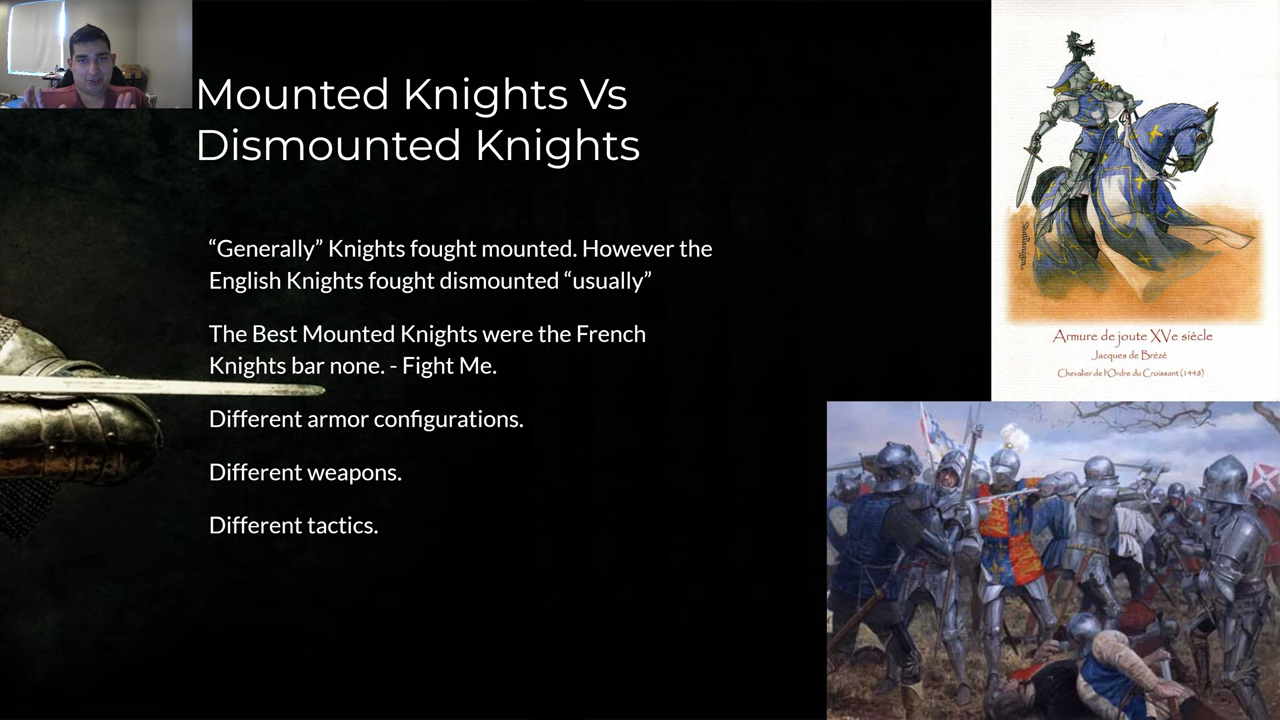 Mounted Knights Vs
Dismounted Knights
“Generally” Knights fought mounted. However the
English Knights fought dismounted “usually”
The Best Mounted Knights were the French
Knights bar none. - Fight Me.
Different armor configurations.
Different weapons.
Different tactics.
Armure de joute XVe siècle
Jacques de Brézé
Chevalier de l'Ordre du Croissant (1448)